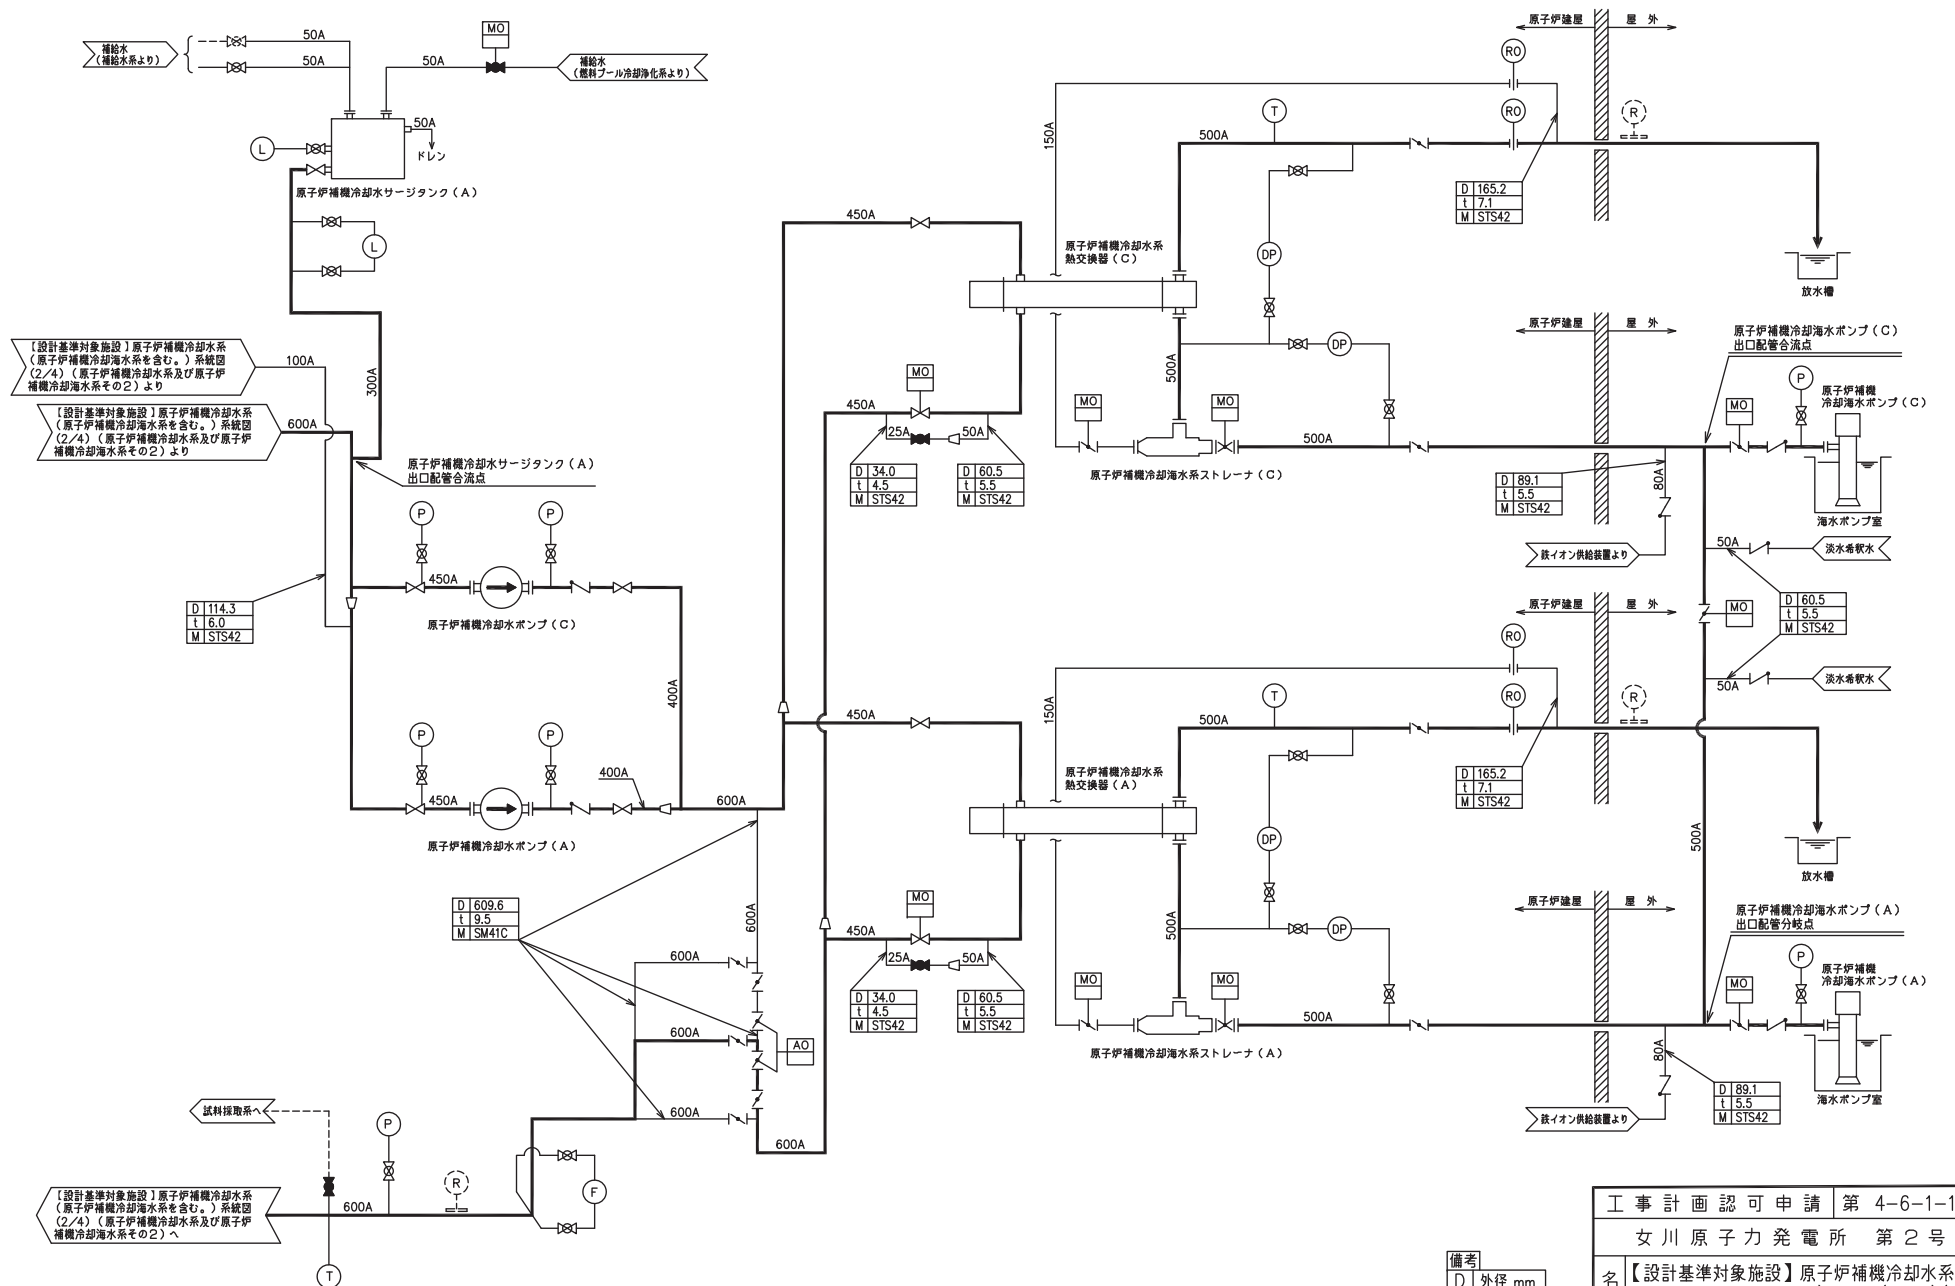 補給水
(補給水系より)
50A
50A
50A
MO
補給水
(燃料プール冷却浄化系より)
L
50A
ドレン
原子炉補機冷却水サージタンク(A)
L
300A
【設計基準対象施設】原子炉補機冷却水系
(原子炉補機冷却海水系を含む。)系統図
(2/4)(原子炉補機冷却水系及び原子炉
補機冷却海水系その2)より
100A
【設計基準対象施設】原子炉補機冷却水系
(原子炉補機冷却海水系を含む。)系統図
(2/4)(原子炉補機冷却水系及び原子炉
補機冷却海水系その2)より
600A
原子炉補機冷却水サージタンク(A)
出口配管合流点
P
P
450A
原子炉補機冷却水ポンプ(C)
D 114.3
t 6.0
M STS42
400A
P
P
450A
400A
600A
原子炉補機冷却水ポンプ(A)
D 609.6
t 9.5
M SM41C
600A
600A
600A
600A
AO
600A
試料採取系へ
P
R
F
T
600A
【設計基準対象施設】原子炉補機冷却水系
(原子炉補機冷却海水系を含む。)系統図
(2/4)(原子炉補機冷却水系及び原子炉
補機冷却海水系その2)へ
450A
MO
450A
25A
50A
D 34.0
t 4.5
M STS42
D 60.5
t 5.5
M STS42
450A
MO
450A
25A
50A
D 34.0
t 4.5
M STS42
D 60.5
t 5.5
M STS42
原子炉建屋
屋 外
RO
150A
T
500A
RO
R
D 165.2
t 7.1
M STS42
原子炉補機冷却水系
熱交換器(C)
DP
放水槽
原子炉建屋
屋 外
原子炉補機冷却海水ポンプ(C)
出口配管合流点
500A
DP
MO
MO
500A
原子炉補機冷却海水系ストレーナ(C)
D 89.1
t 5.5
M STS42
80A
鉄イオン供給装置より
MO
P
原子炉補機
冷却海水ポンプ(C)
海水ポンプ室
50A
淡水希釈水
MO
D 60.5
t 5.5
M STS42
50A
淡水希釈水
原子炉建屋
屋 外
RO
150A
T
500A
RO
R
D 165.2
t 7.1
M STS42
原子炉補機冷却水系
熱交換器(A)
DP
500A
放水槽
原子炉建屋
屋 外
原子炉補機冷却海水ポンプ(A)
出口配管分岐点
500A
DP
MO
MO
500A
原子炉補機冷却海水系ストレーナ(A)
80A
D 89.1
t 5.5
M STS42
鉄イオン供給装置より
MO
P
原子炉補機
冷却海水ポンプ(A)
海水ポンプ室
備考
D 外径 mm
工事計画認可申請 第 4-6-1-1
女川原子力発電所 第2号
名 【設計基準対象施設】原子炉補機冷却水系